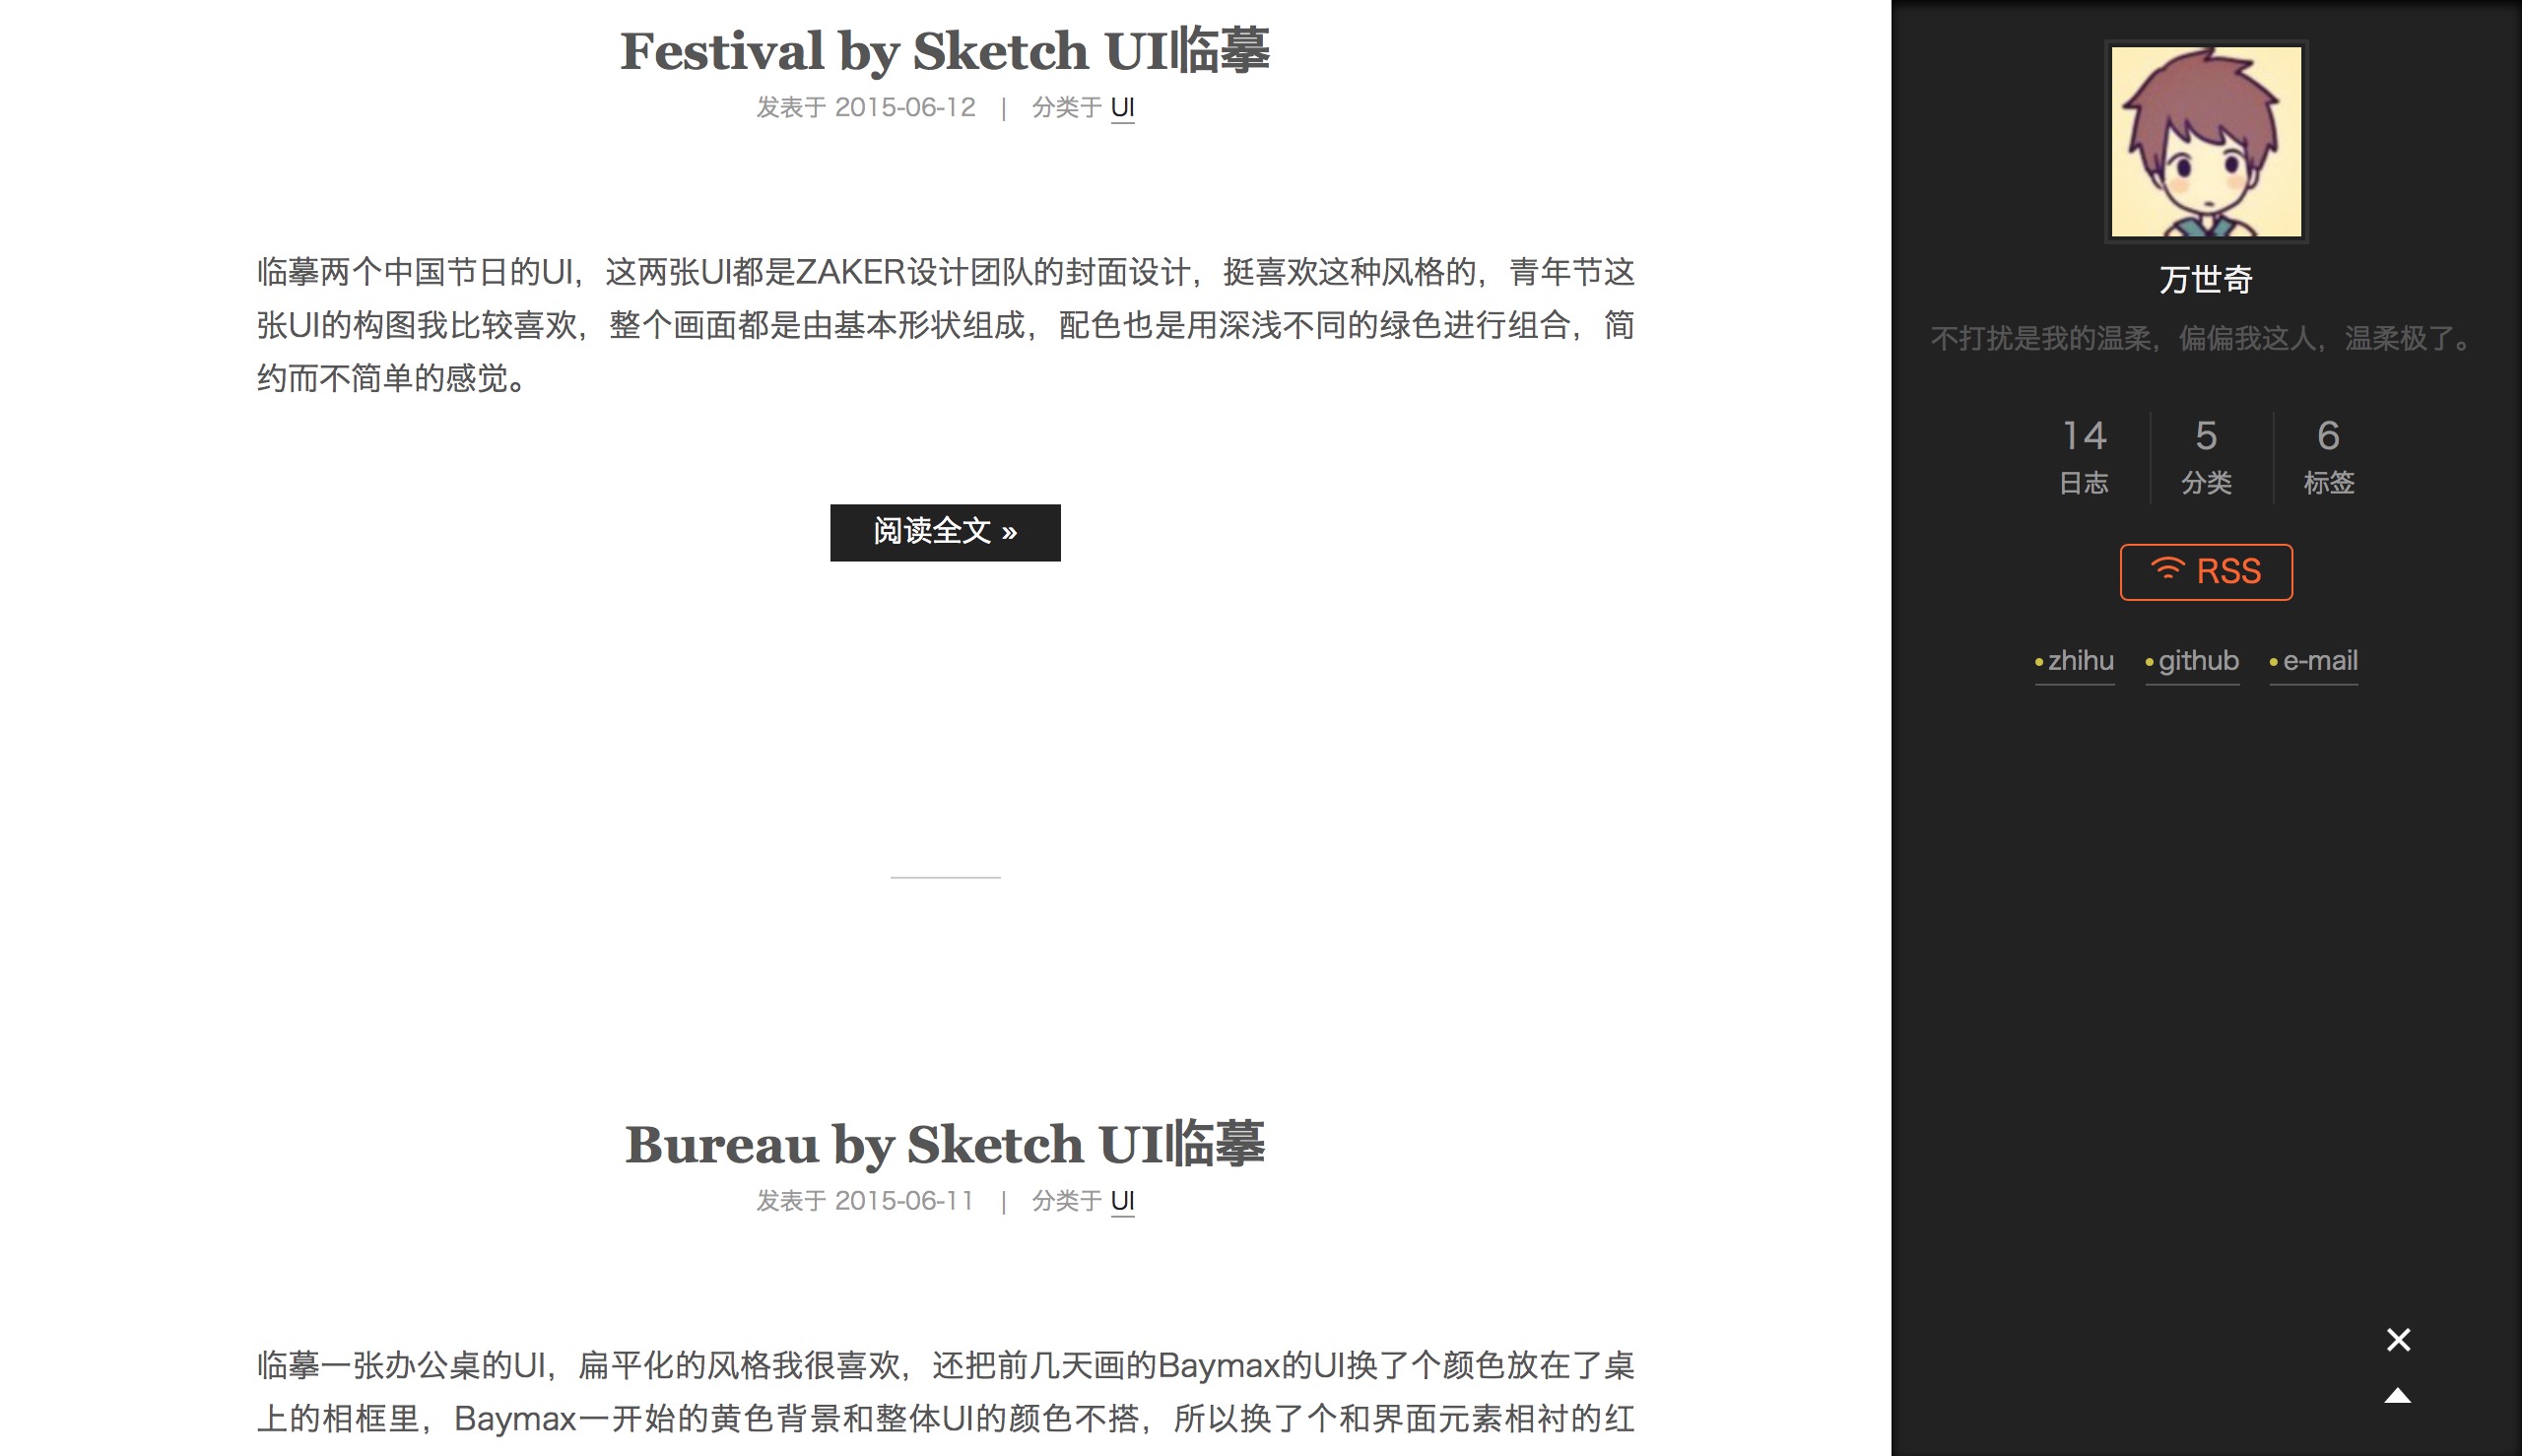 Festival by Sketch UI临摹
发表于 2015-06-12 | 分类于 UI
临摹两个中国节日的UI，这两张UI都是ZAKER设计团队的封面设计，挺喜欢这种风格的，青年节这
张UI的构图我比较喜欢，整个画面都是由基本形状组成，配色也是用深浅不同的绿色进行组合，简
约而不简单的感觉。
阅读全文 »
Bureau by Sketch UI临摹
发表于 2015-06-11 | 分类于 UI
临摹一张办公桌的UI，扁平化的风格我很喜欢，还把前几天画的Baymax的UI换了个颜色放在了桌
上的相框里，Baymax一开始的黄色背景和整体UI的颜色不搭，所以换了个和界面元素相衬的红
万世奇
不打扰是我的温柔，偏偏我这人，温柔极了。
14 5 6
日志 分类 标签
RSS
zhihu github e-mail